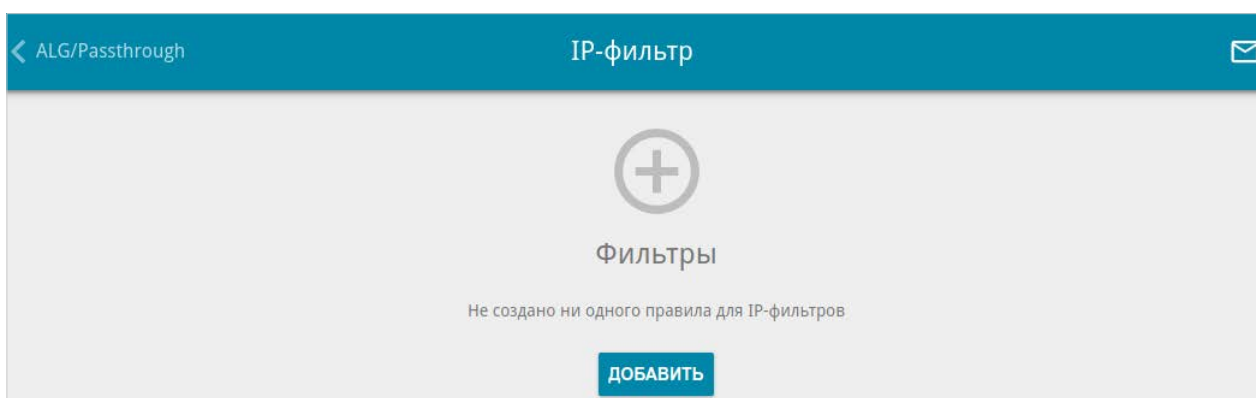 ALG/Passthrough
IP-фильтр
Фильтры
Не создано ни одного правила для IP-фильтров
ДОБАВИТЬ